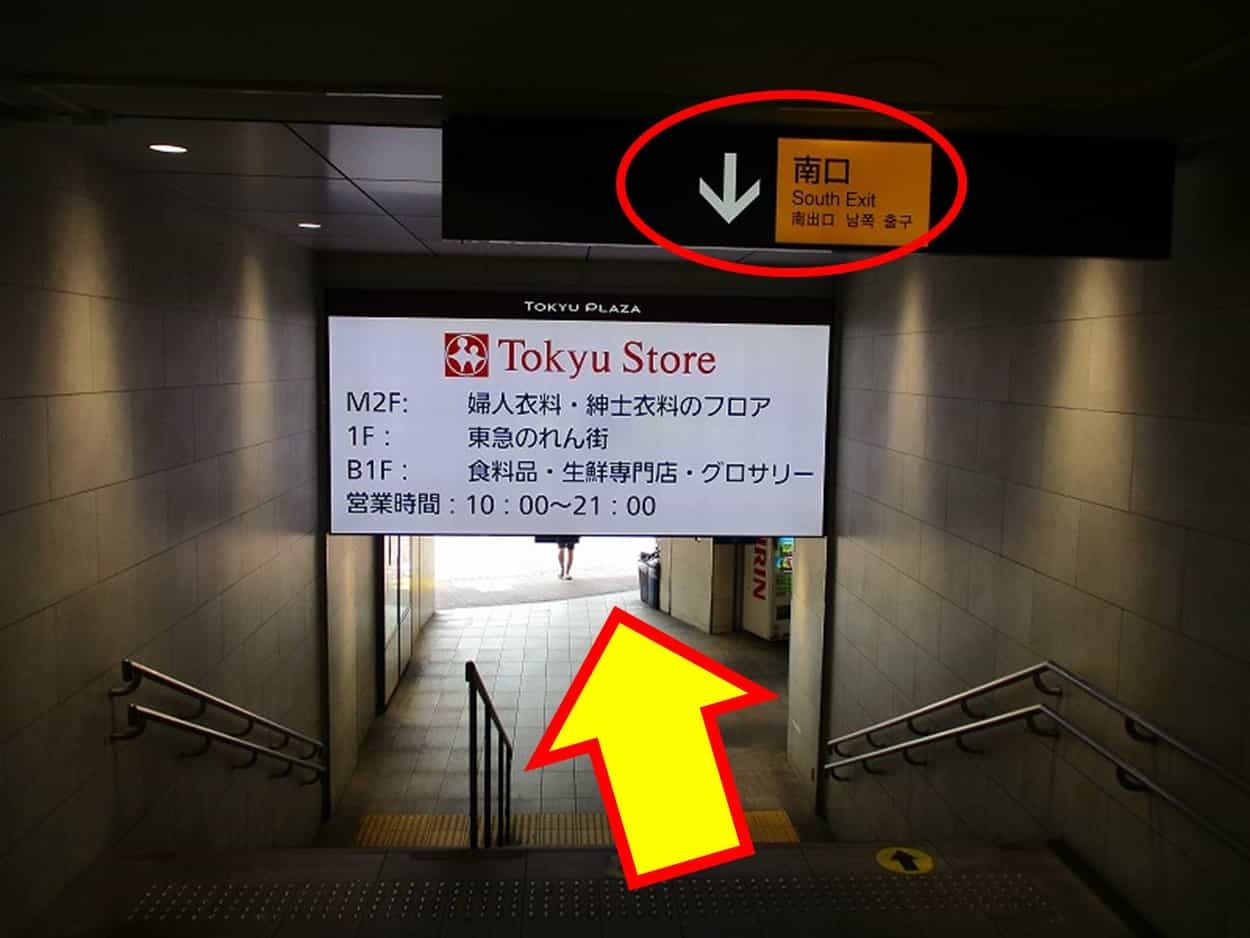 南口
South Exit
南出口 남쪽 출구
TOKYU PLAZA
Tokyu Store
M2F: 婦人衣料・紳士衣料のフロア
1F : 東急のれん街
B1F : 食料品・生鮮専門店・グロサリー
営業時間：10：00～21：00
KIRIN